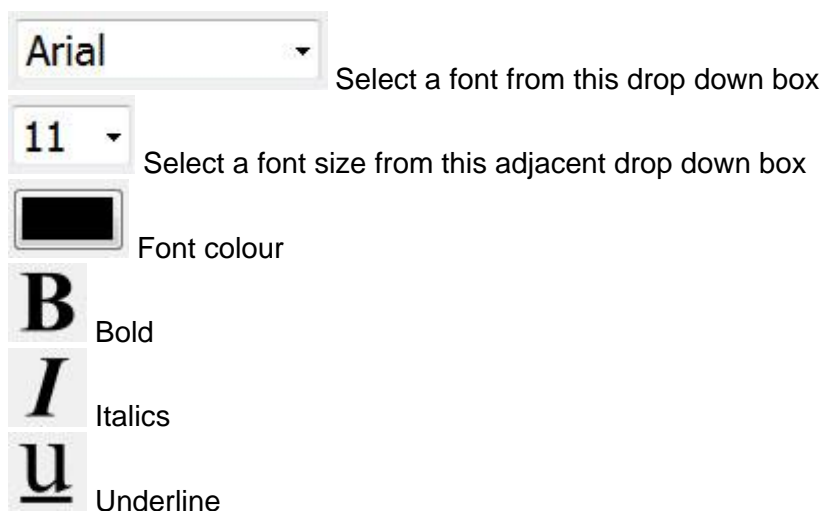 Arial Select a font from this drop down box
11 Select a font size from this adjacent drop down box
Font colour
B Bold
I Italics
u Underline